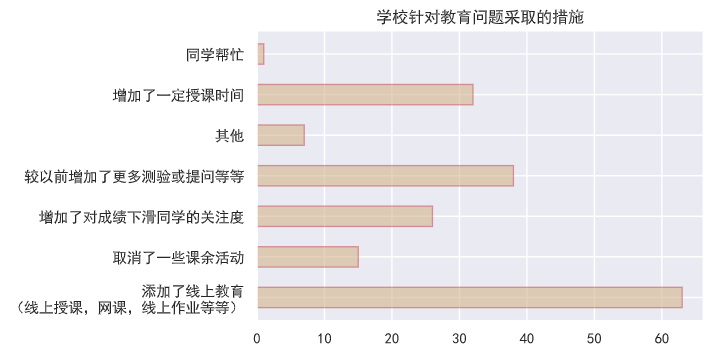 学校针对教育问题采取的措施
同学帮忙
增加了一定授课时间
其他
较以前增加了更多测验或提问等等
增加了对成绩下滑同学的关注度
取消了一些课余活动
添加了线上教育
（线上授课，网课，线上作业等等）
0 10 20 30 40 50 60